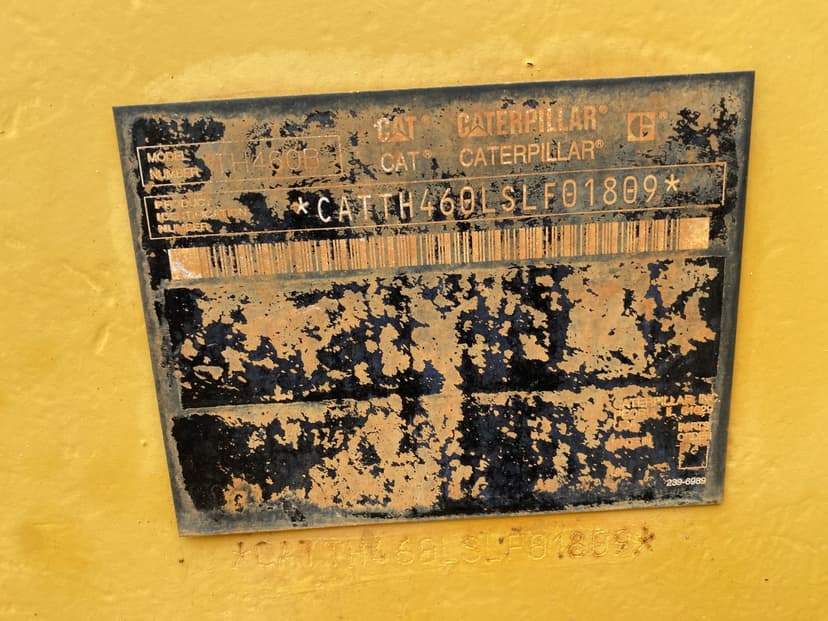 CAT® CATERPILLAR®
CAT® CATERPILLAR®
MODEL NUMBER TH460B
PRODUCT IDENTIFICATION NUMBER *CATTH460LSLF01809*
CATERPILLAR INC.
239-6989
*CATTH460LSLF01809*